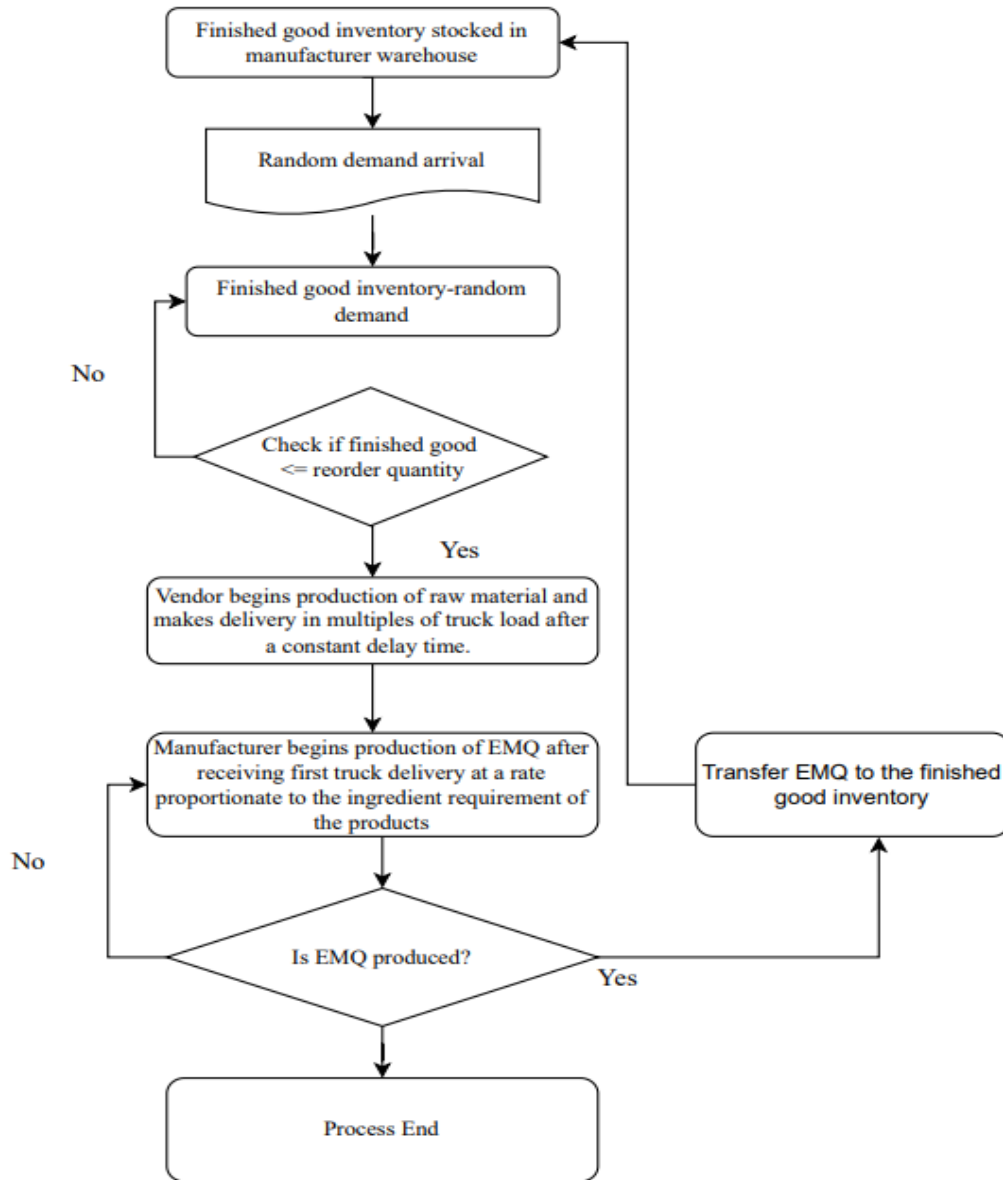 Finished good inventory stocked in
manufacturer warehouse
Random demand arrival
Finished good inventory-random
demand
No
Check if finished good
<= reorder quantity
Yes
Vendor begins production of raw material and
makes delivery in multiples of truck load after
a constant delay time.
Manufacturer begins production of EMQ after
receiving first truck delivery at a rate
proportionate to the ingredient requirement of
the products
Transfer EMQ to the finished
good inventory
No
Is EMQ produced?
Yes
Process End